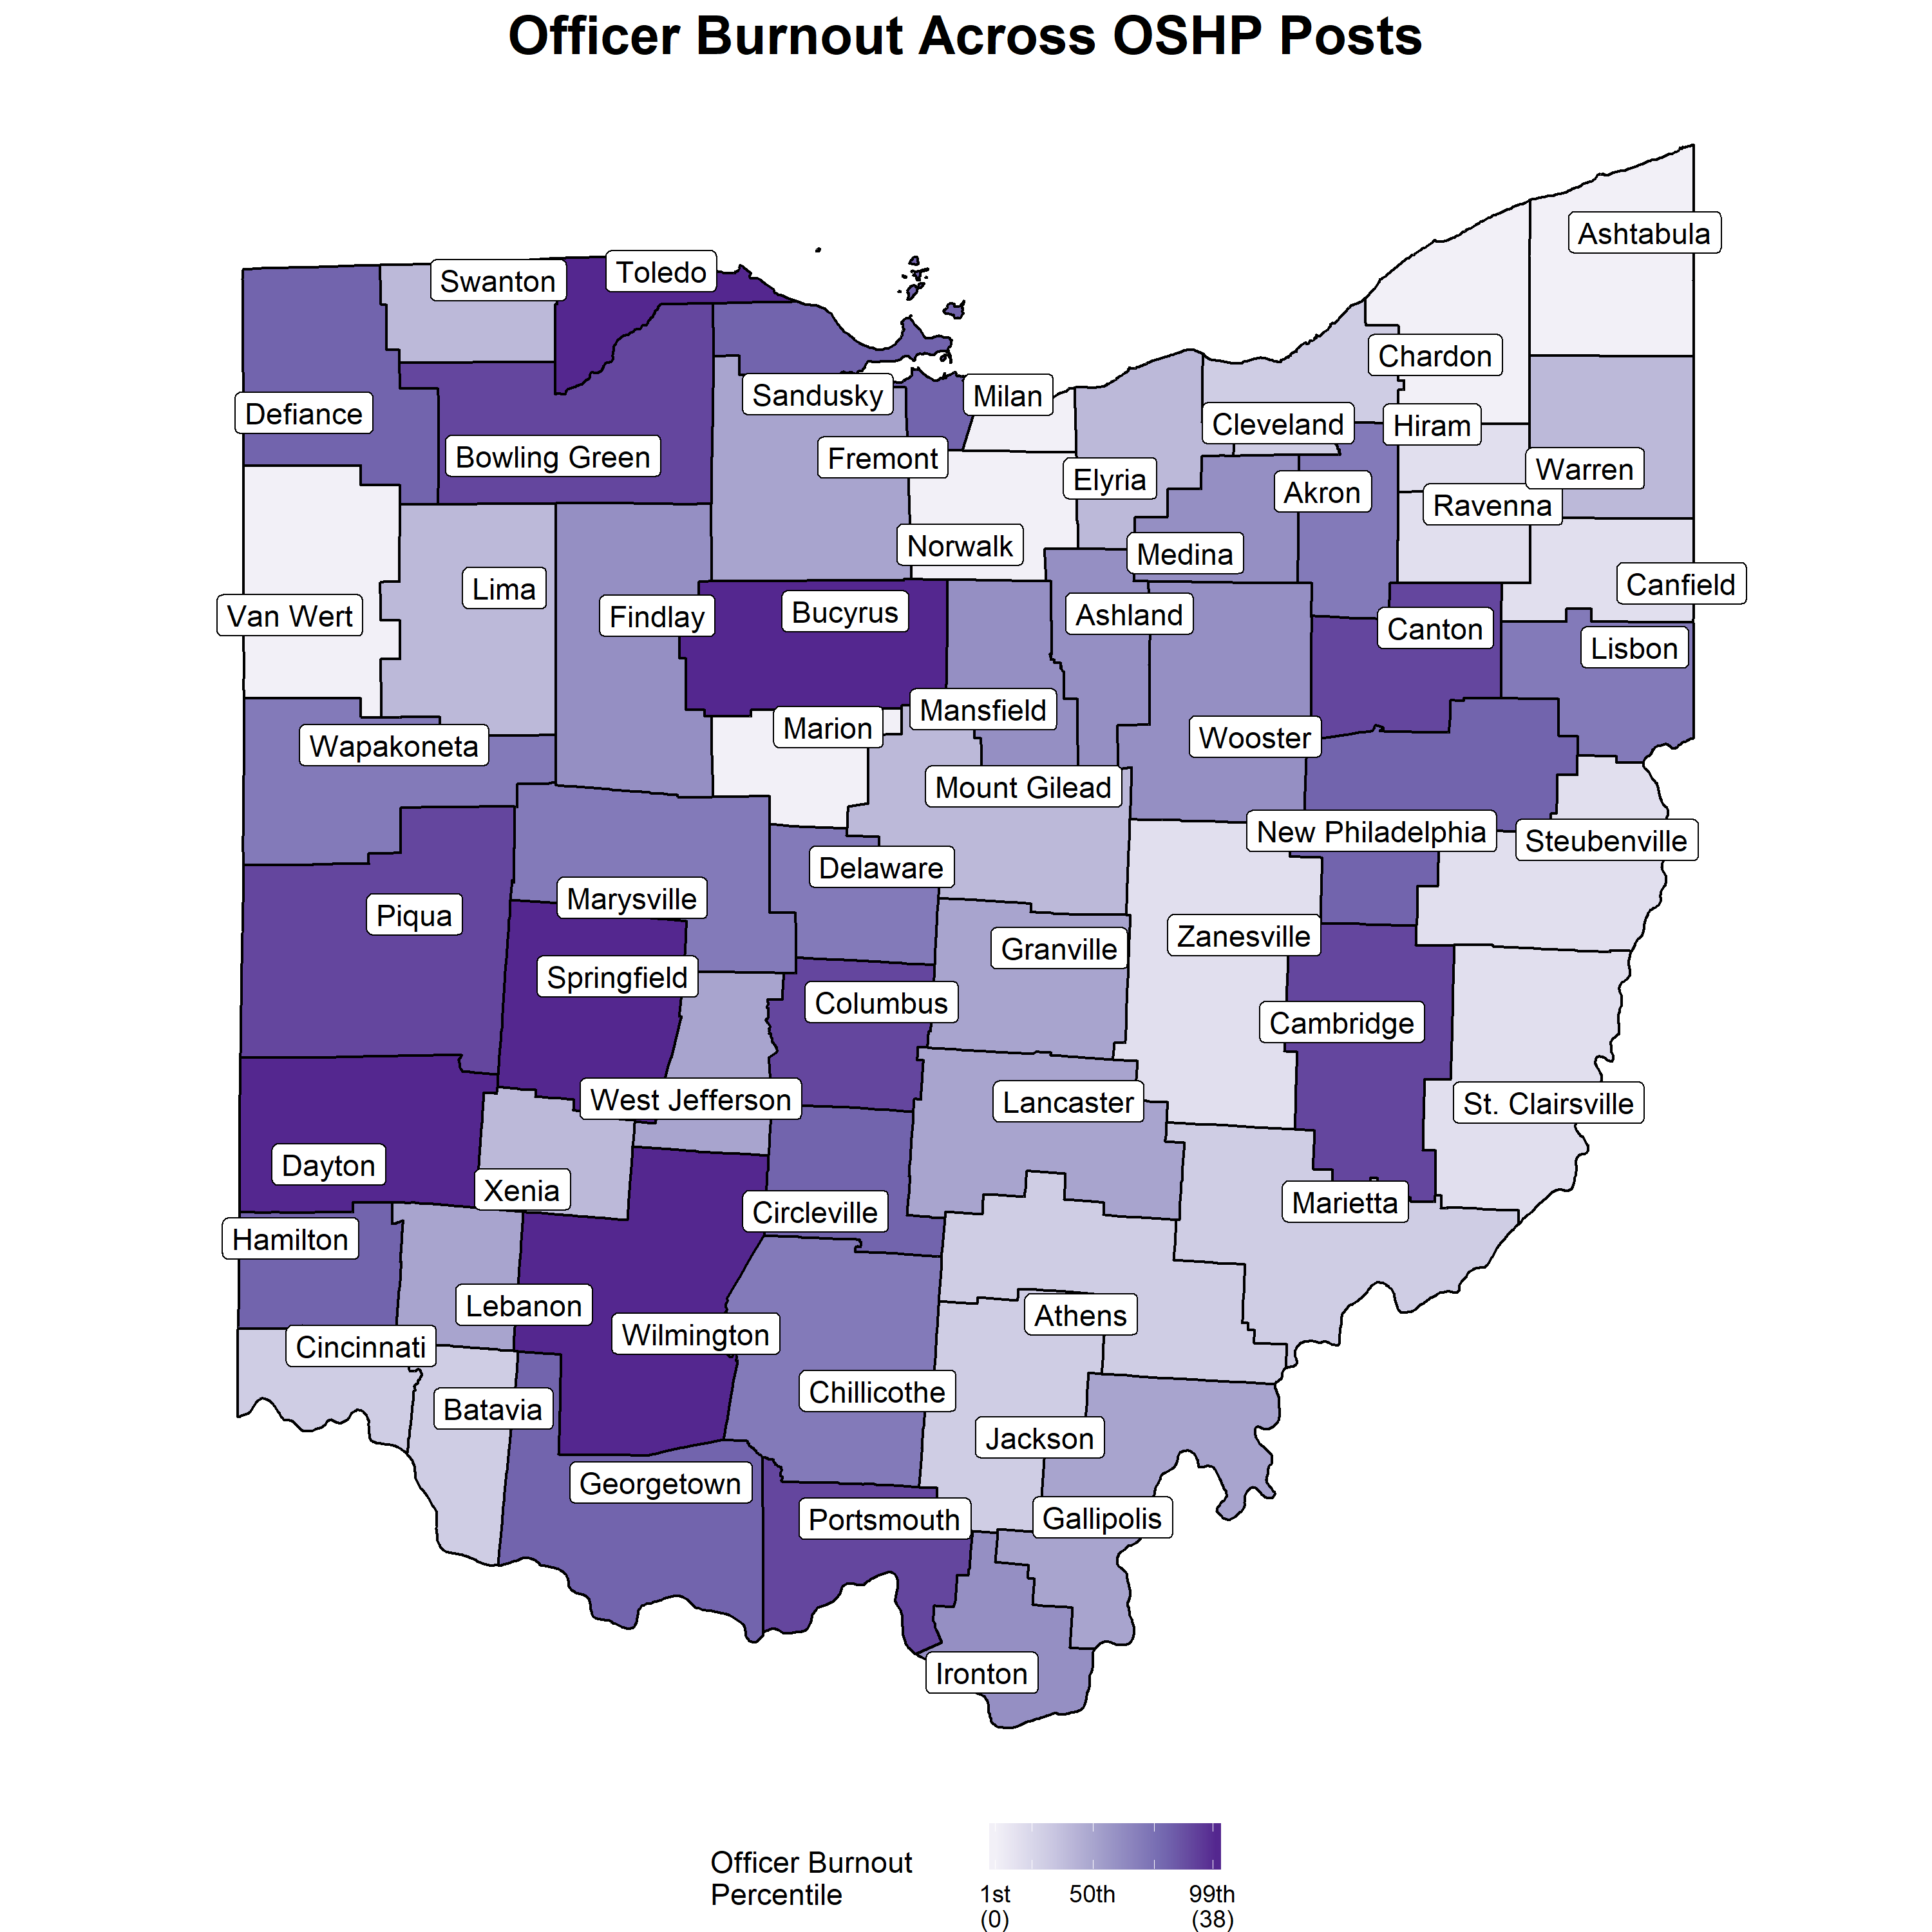 Officer Burnout Across OSHP Posts
Ashtabula
Toledo
Swanton
Chardon
Sandusky
Milan
Defiance
Cleveland
Hiram
Bowling Green
Fremont
Warren
Elyria
Akron
Ravenna
Norwalk
Medina
Canfield
Lima
Van Wert
Findlay
Bucyrus
Ashland
Canton
Lisbon
Mansfield
Marion
Wooster
Wapakoneta
Mount Gilead
New Philadelphia
Steubenville
Delaware
Marysville
Piqua
Zanesville
Granville
Springfield
Columbus
Cambridge
West Jefferson
Lancaster
St. Clairsville
Dayton
Xenia
Marietta
Circleville
Hamilton
Lebanon
Athens
Wilmington
Cincinnati
Chillicothe
Batavia
Jackson
Georgetown
Portsmouth
Gallipolis
Ironton
Officer Burnout
Percentile
1st 50th 99th
(0) (38)